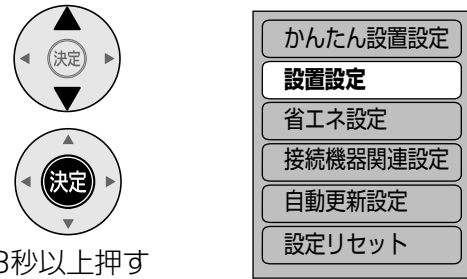 決定
決定
3秒以上押す
かんたん設置設定
設置設定
省エネ設定
接続機器関連設定
自動更新設定
設定リセット